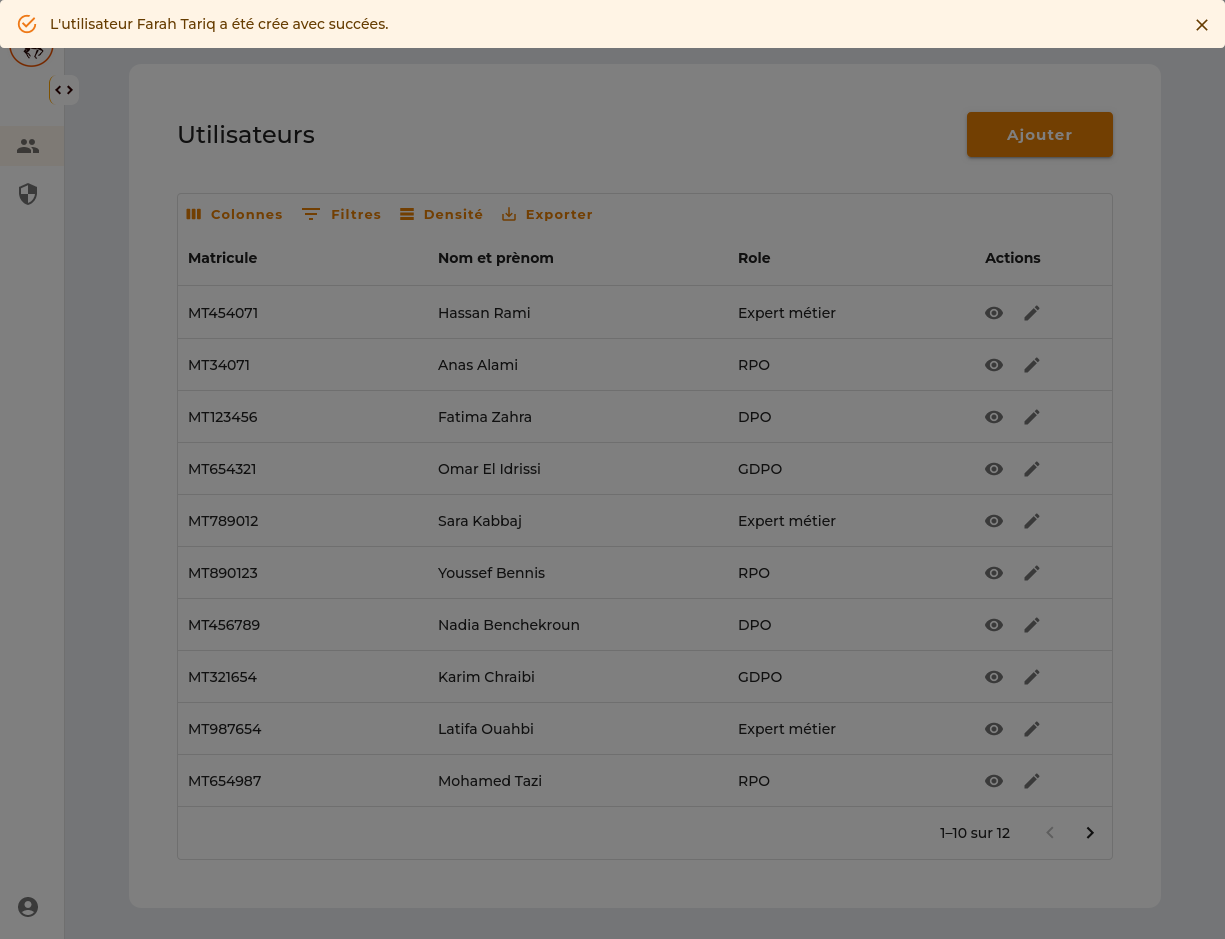 L'utilisateur Farah Tariq a été crée avec succées.
Utilisateurs
Ajouter
Colonnes Filtres Densité Exporter
Matricule Nom et prènom Role Actions
MT454071 Hassan Rami Expert métier
MT34071 Anas Alami RPO
MT123456 Fatima Zahra DPO
MT654321 Omar El Idrissi GDPO
MT789012 Sara Kabbaj Expert métier
MT890123 Youssef Bennis RPO
MT456789 Nadia Benchekroun DPO
MT321654 Karim Chraibi GDPO
MT987654 Latifa Ouahbi Expert métier
MT654987 Mohamed Tazi RPO
1–10 sur 12